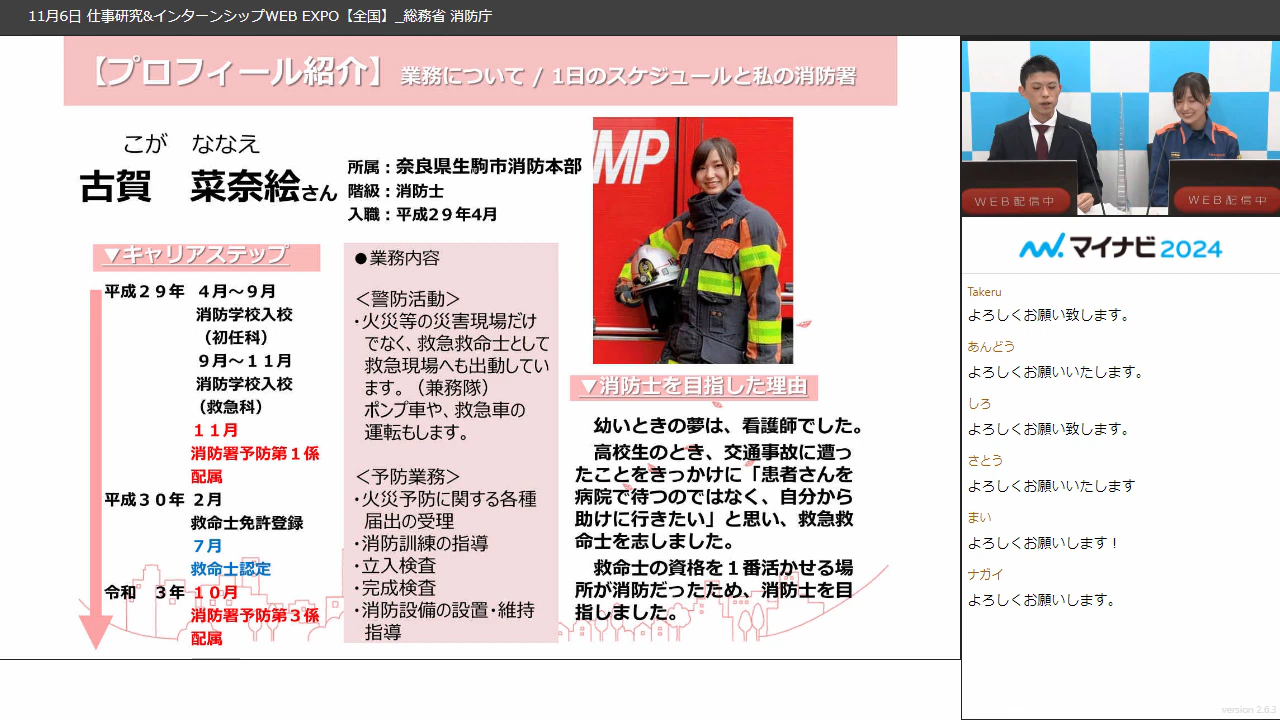 11月6日 仕事研究&インターンシップWEB EXPO【全国】_総務省 消防庁
【プロフィール紹介】 業務について / 1日のスケジュールと私の消防署
こが ななえ
古賀 菜奈絵さん
所属：奈良県生駒市消防本部
階級：消防士
入職：平成２９年4月
▼キャリアステップ
平成２９年 ４月～９月
消防学校入校
（初任科）
９月～１１月
消防学校入校
（救急科）
１１月
消防署予防第１係
配属
平成３０年 ２月
救命士免許登録
７月
救命士認定
令和 ３年 １０月
消防署予防第３係
配属
●業務内容
＜警防活動＞
・火災等の災害現場だけ
でなく、救急救命士として
救急現場へも出動してい
ます。（兼務隊）
ポンプ車や、救急車の
運転もします。
＜予防業務＞
・火災予防に関する各種
届出の受理
・消防訓練の指導
・立入検査
・完成検査
・消防設備の設置・維持
指導
MP
▼消防士を目指した理由
幼いときの夢は、看護師でした。
高校生のとき、交通事故に遭っ
たことをきっかけに「患者さんを
病院で待つのではなく、自分から
助けに行きたい」と思い、救急救
命士を志しました。
救命士の資格を１番活かせる場
所が消防だったため、消防士を目
指しました。
WEB配信中
WEB配信中
マイナビ2024
Takeru
よろしくお願い致します。
あんどう
よろしくお願いいたします。
しろ
よろしくお願い致します。
さとう
よろしくお願いいたします
まい
よろしくお願いします！
ナガイ
よろしくお願いします。
version 2.6.3